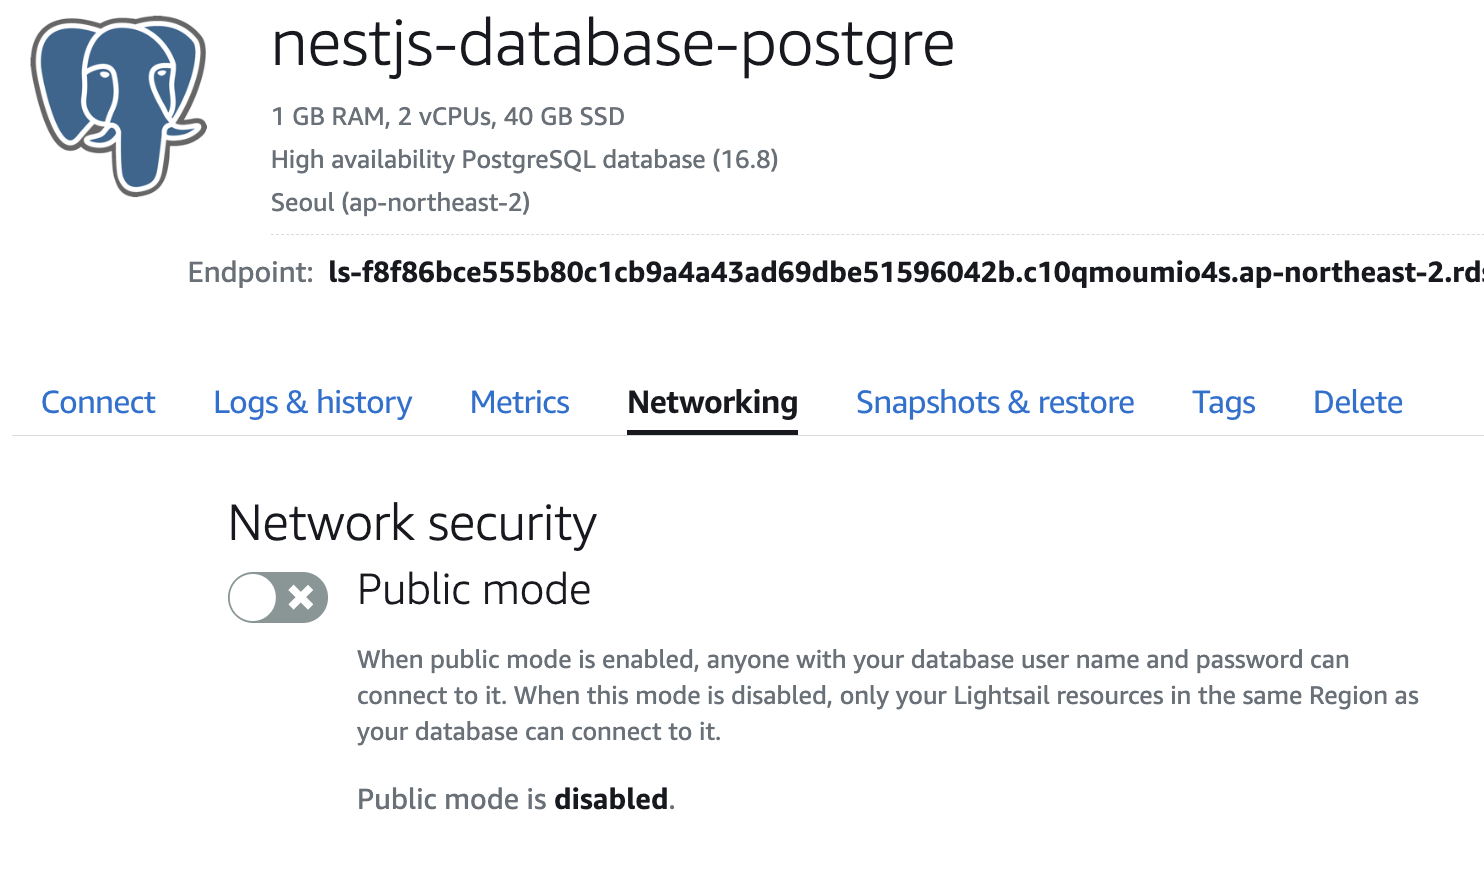 nestjs-database-postgre
1 GB RAM, 2 vCPUs, 40 GB SSD
High availability PostgreSQL database (16.8)
Seoul (ap-northeast-2)
Endpoint: ls-f8f86bce555b80c1cb9a4a43ad69dbe51596042b.c10qmoumio4s.ap-northeast-2.rds
Connect Logs & history Metrics Networking Snapshots & restore Tags Delete
Network security
Public mode
When public mode is enabled, anyone with your database user name and password can
connect to it. When this mode is disabled, only your Lightsail resources in the same Region as
your database can connect to it.
Public mode is disabled.